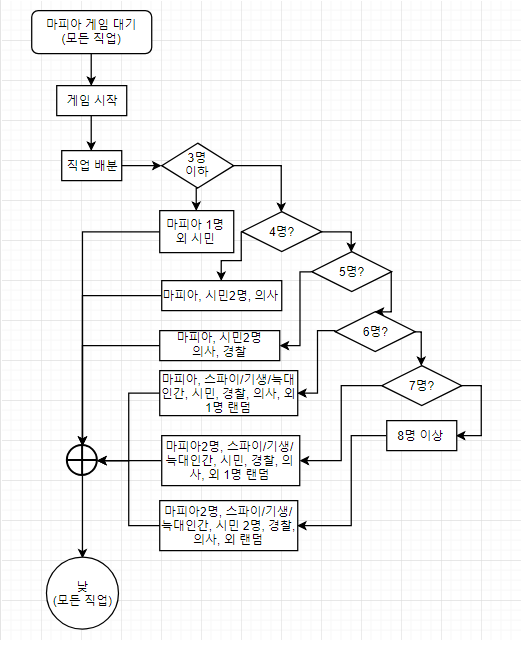 마피아 게임 대기
(모든 직업)
게임 시작
직업 배분
3명
이하
마피아 1명
외 시민
4명?
마피아, 시민2명, 의사
5명?
마피아, 시민2명
의사, 경찰
6명?
마피아, 스파이/기생/늑대
인간, 시민, 경찰, 의사, 외
1명 랜덤
7명?
8명 이상
마피아2명, 스파이/기생/
늑대인간, 시민, 경찰, 의
사, 외 1명 랜덤
마피아2명, 스파이/기생/
늑대인간, 시민 2명, 경찰,
의사, 외 랜덤
낮
(모든 직업)